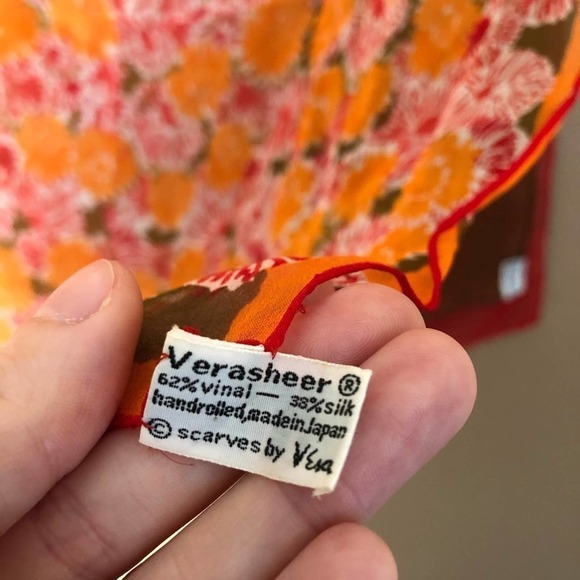 Verasheer ®
62% vinal — 38% silk
handrolled, made in Japan
© scarves by Vera